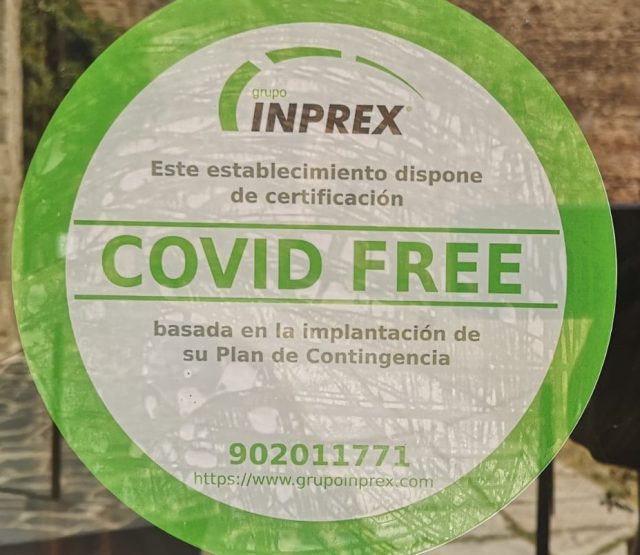 grupo
INPREX®
Este establecimiento dispone
de certificación
COVID FREE
basada en la implantación de
su Plan de Contingencia
902011771
https://www.grupoinprex.com